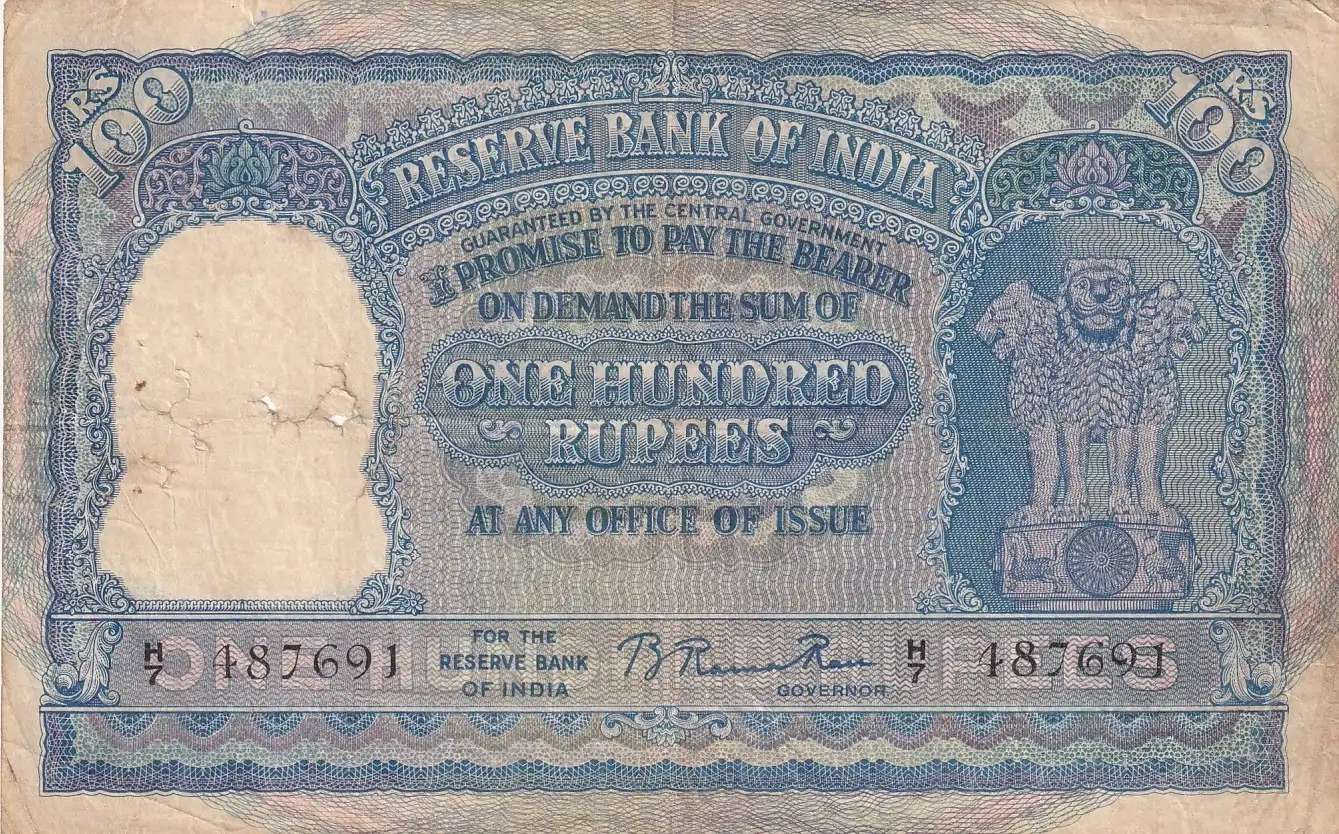 RS 100
RS 100
RESERVE BANK OF INDIA
GUARANTEED BY THE CENTRAL GOVERNMENT
I PROMISE TO PAY THE BEARER
ON DEMAND THE SUM OF
ONE HUNDRED
RUPEES
AT ANY OFFICE OF ISSUE
H/7 487691
FOR THE
RESERVE BANK
OF INDIA
B Rama Rau
GOVERNOR
H/7 487691